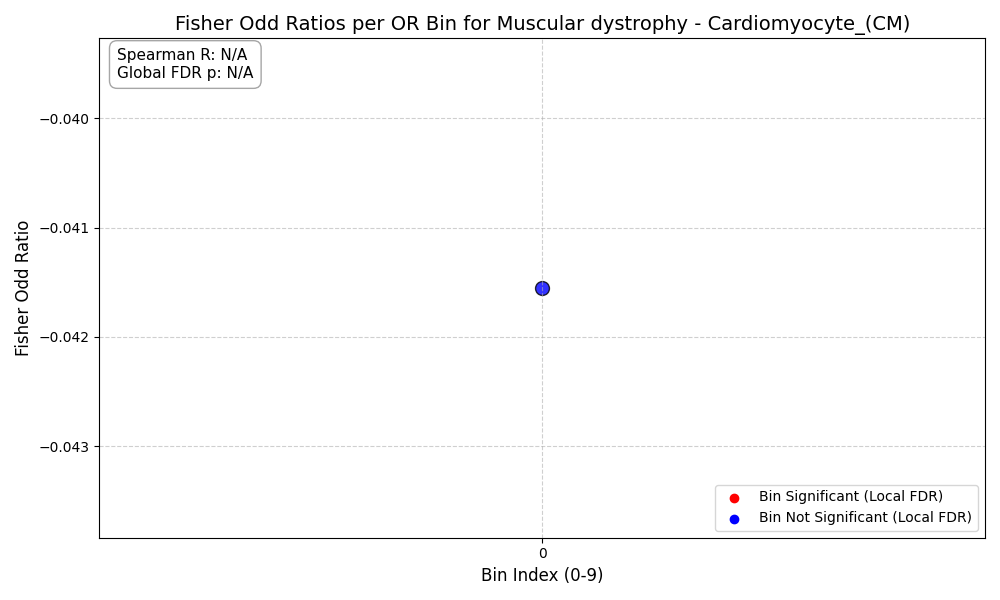 Fisher Odd Ratios per OR Bin for Muscular dystrophy - Cardiomyocyte_(CM)
Spearman R: N/A
Global FDR p: N/A
−0.040
−0.041
−0.042
−0.043
Fisher Odd Ratio
Bin Significant (Local FDR)
Bin Not Significant (Local FDR)
0
Bin Index (0-9)